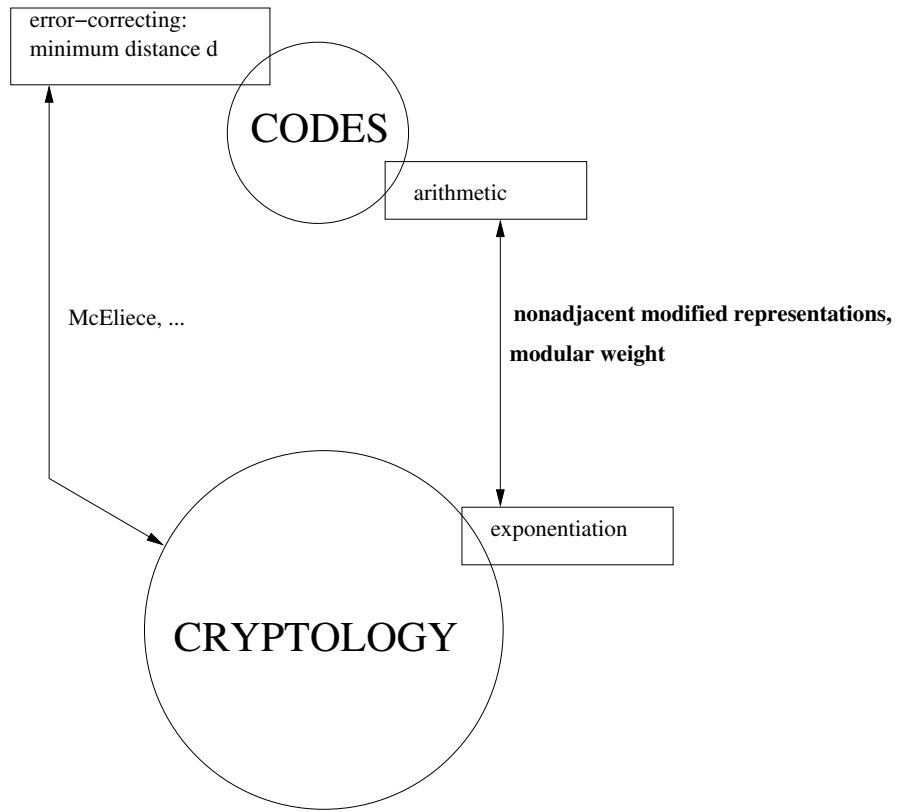 error−correcting:
minimum distance d
CODES
arithmetic
McEliece, ...
nonadjacent modified representations,
modular weight
exponentiation
CRYPTOLOGY